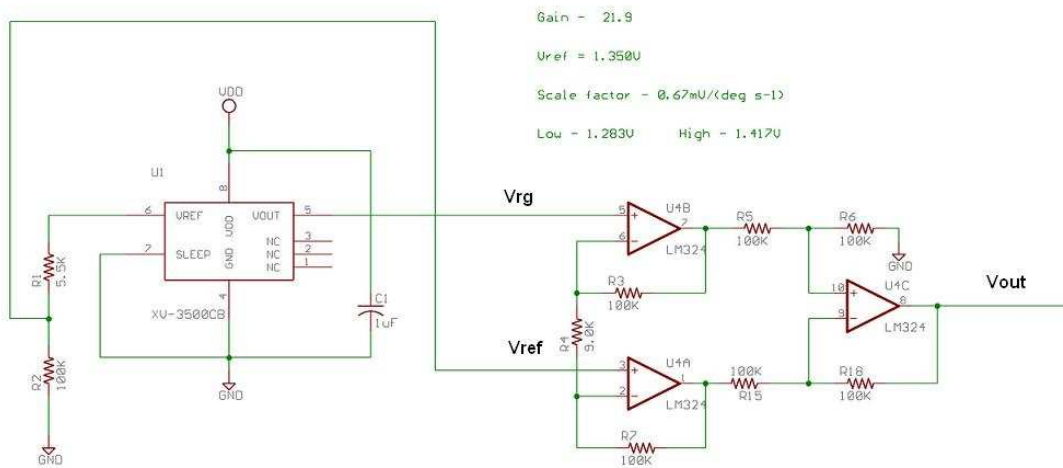 Gain - 21.9
Vref = 1.350V
Scale factor - 0.67mV/(deg s-1)
Low - 1.283V High - 1.417V
VDD
U1
8
6 VREF VDD VOUT 5
7 SLEEP GND NC 3
NC 2
NC 1
4
XV-3500CB
R1
5.5K
R2
100K
GND
C1
1uF
GND
Vrg
Vref
5
6
7
U4B
LM324
R3
100K
R4
9.0K
3
2
1
U4A
LM324
R7
100K
R5
100K
R6
100K
GND
100K
R15
10
9
8
U4C
LM324
R18
100K
Vout